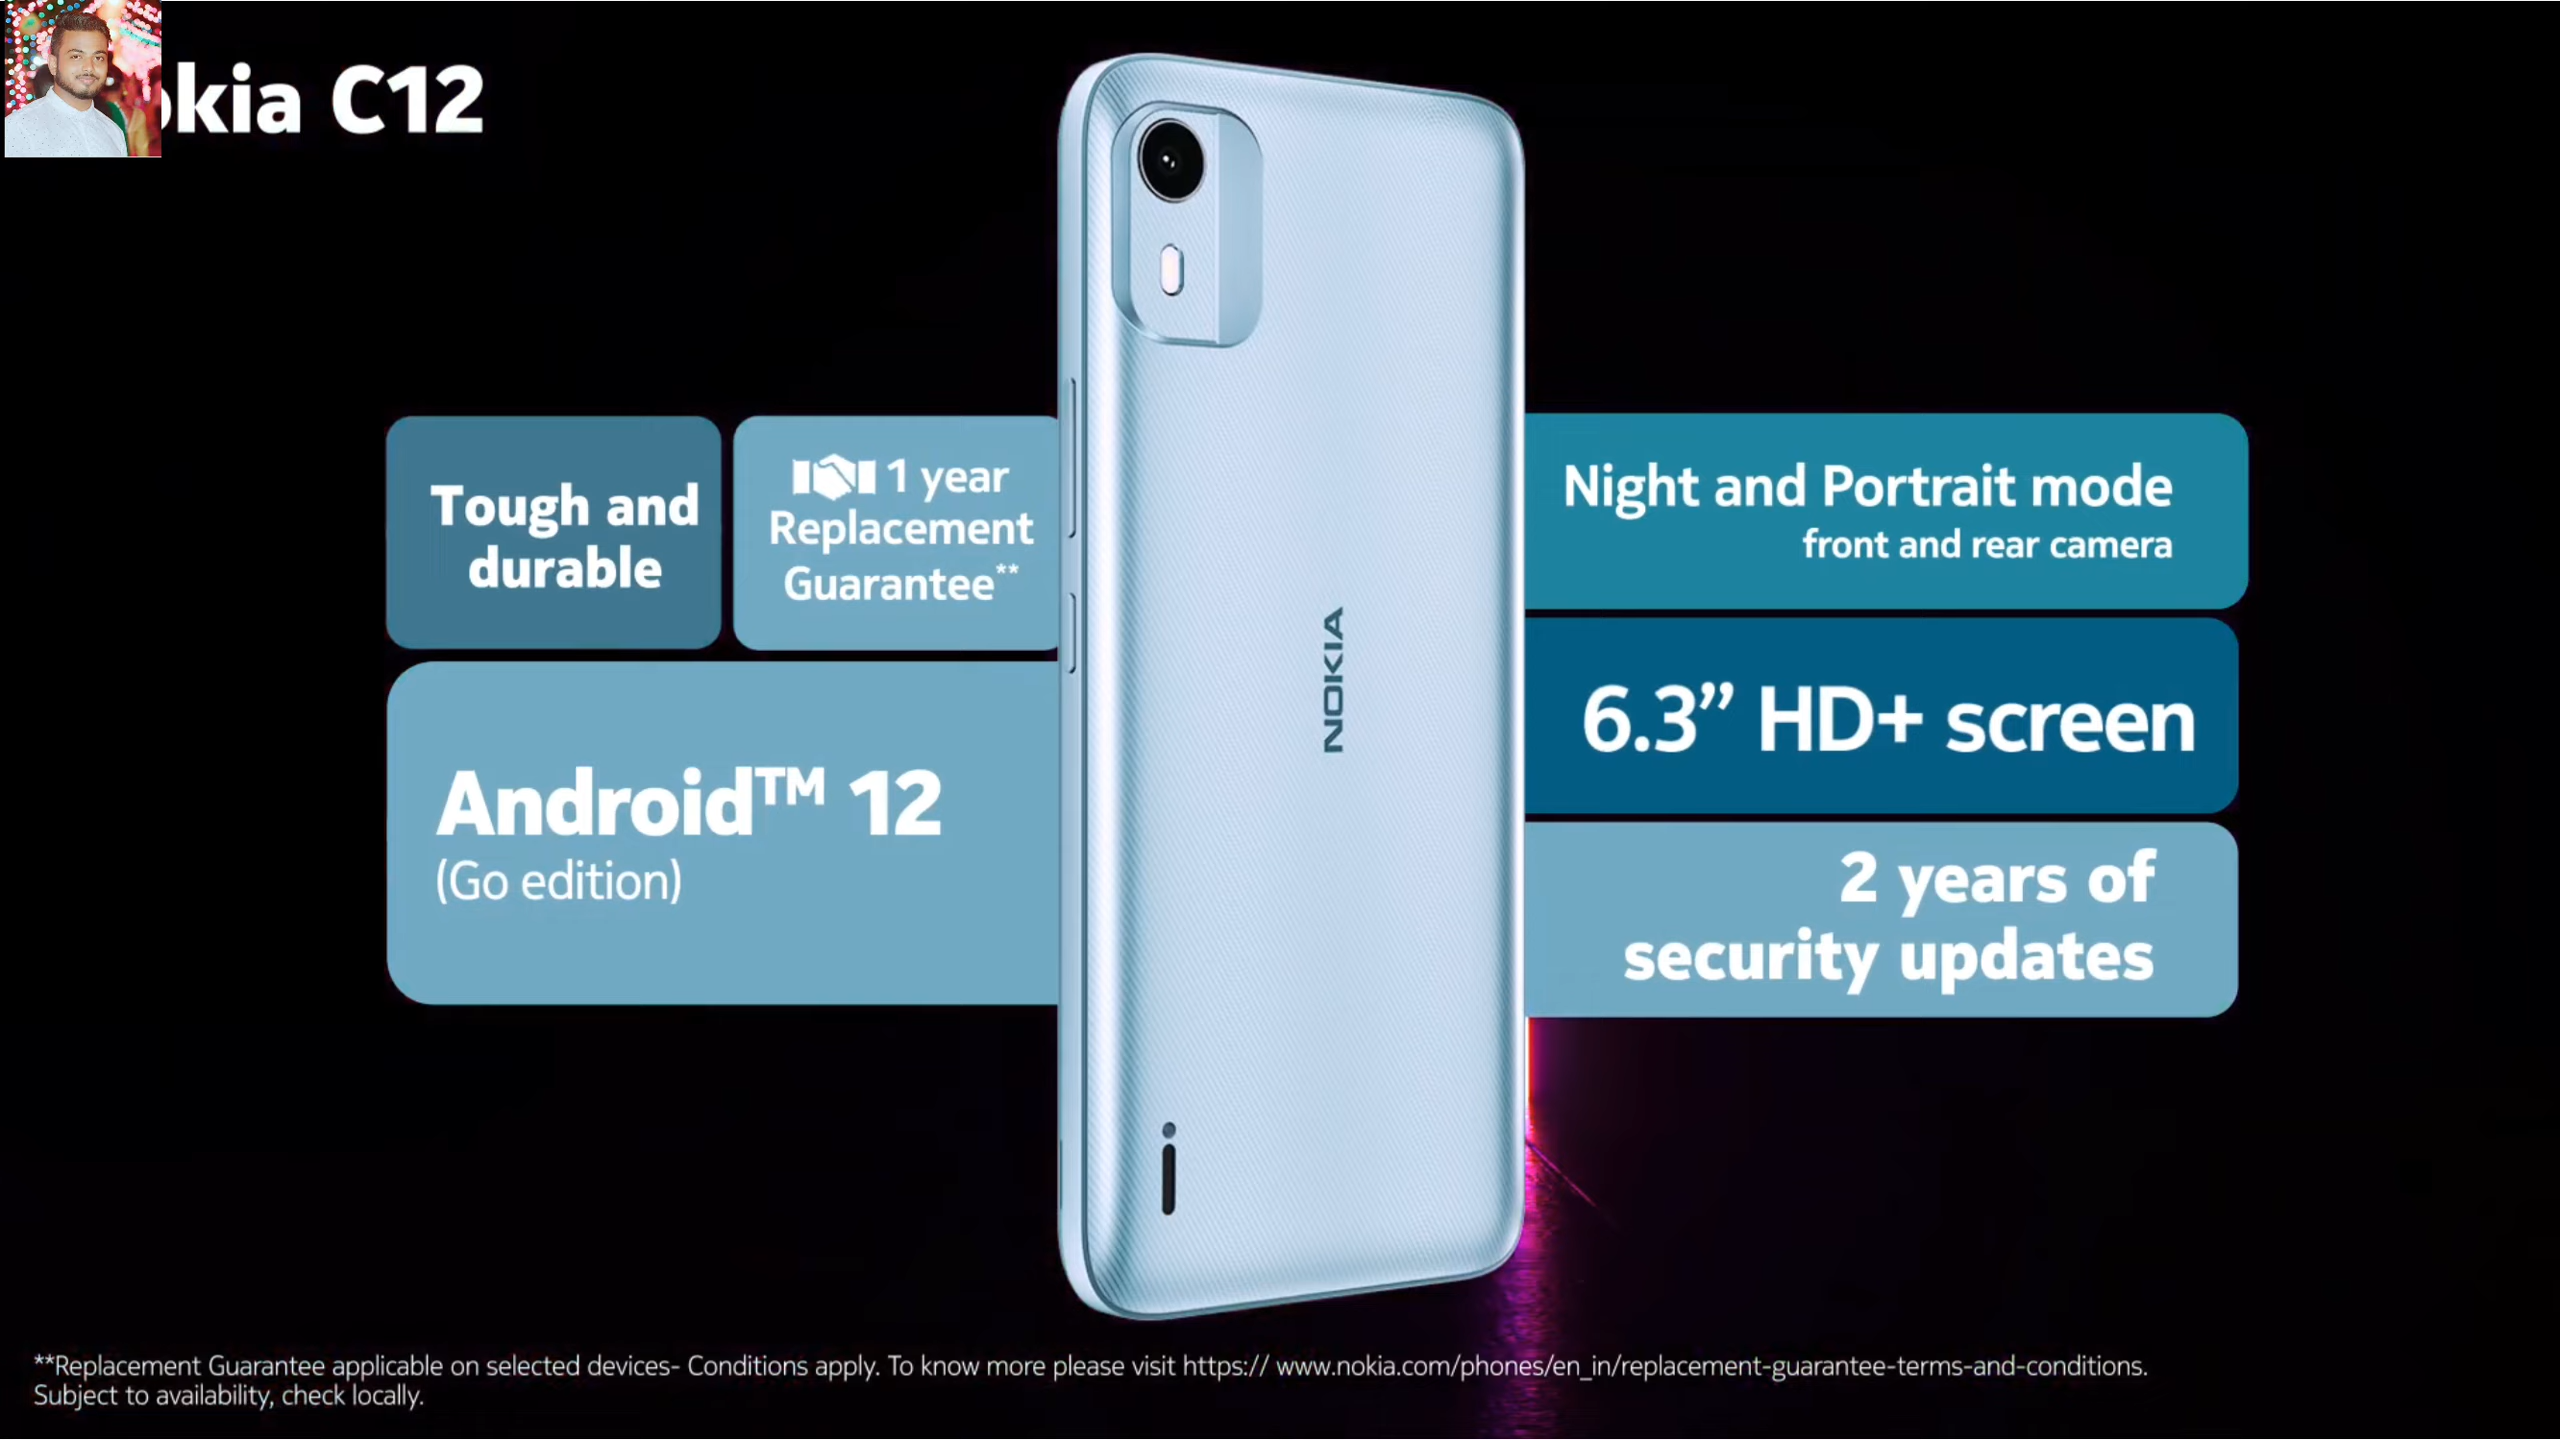 okia C12
Tough and
durable
1 year
Replacement
Guarantee**
Android™ 12
(Go edition)
NOKIA
Night and Portrait mode
front and rear camera
6.3” HD+ screen
2 years of
security updates
**Replacement Guarantee applicable on selected devices- Conditions apply. To know more please visit https:// www.nokia.com/phones/en_in/replacement-guarantee-terms-and-conditions.
Subject to availability, check locally.